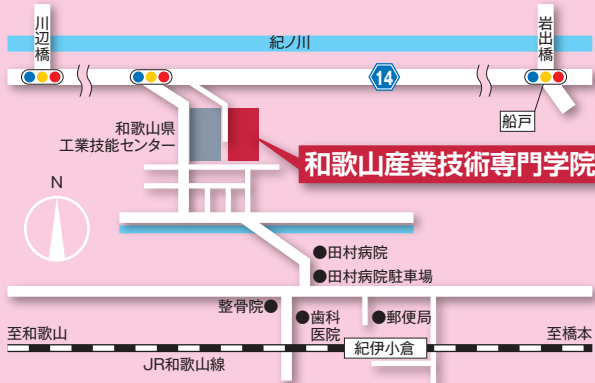 川辺橋
岩出橋
紀ノ川
14
船戸
和歌山県
工業技能センター
和歌山産業技術専門学院
N
●田村病院
●田村病院駐車場
整骨院●
●歯科
医院
●郵便局
至和歌山
紀伊小倉
至橋本
JR和歌山線